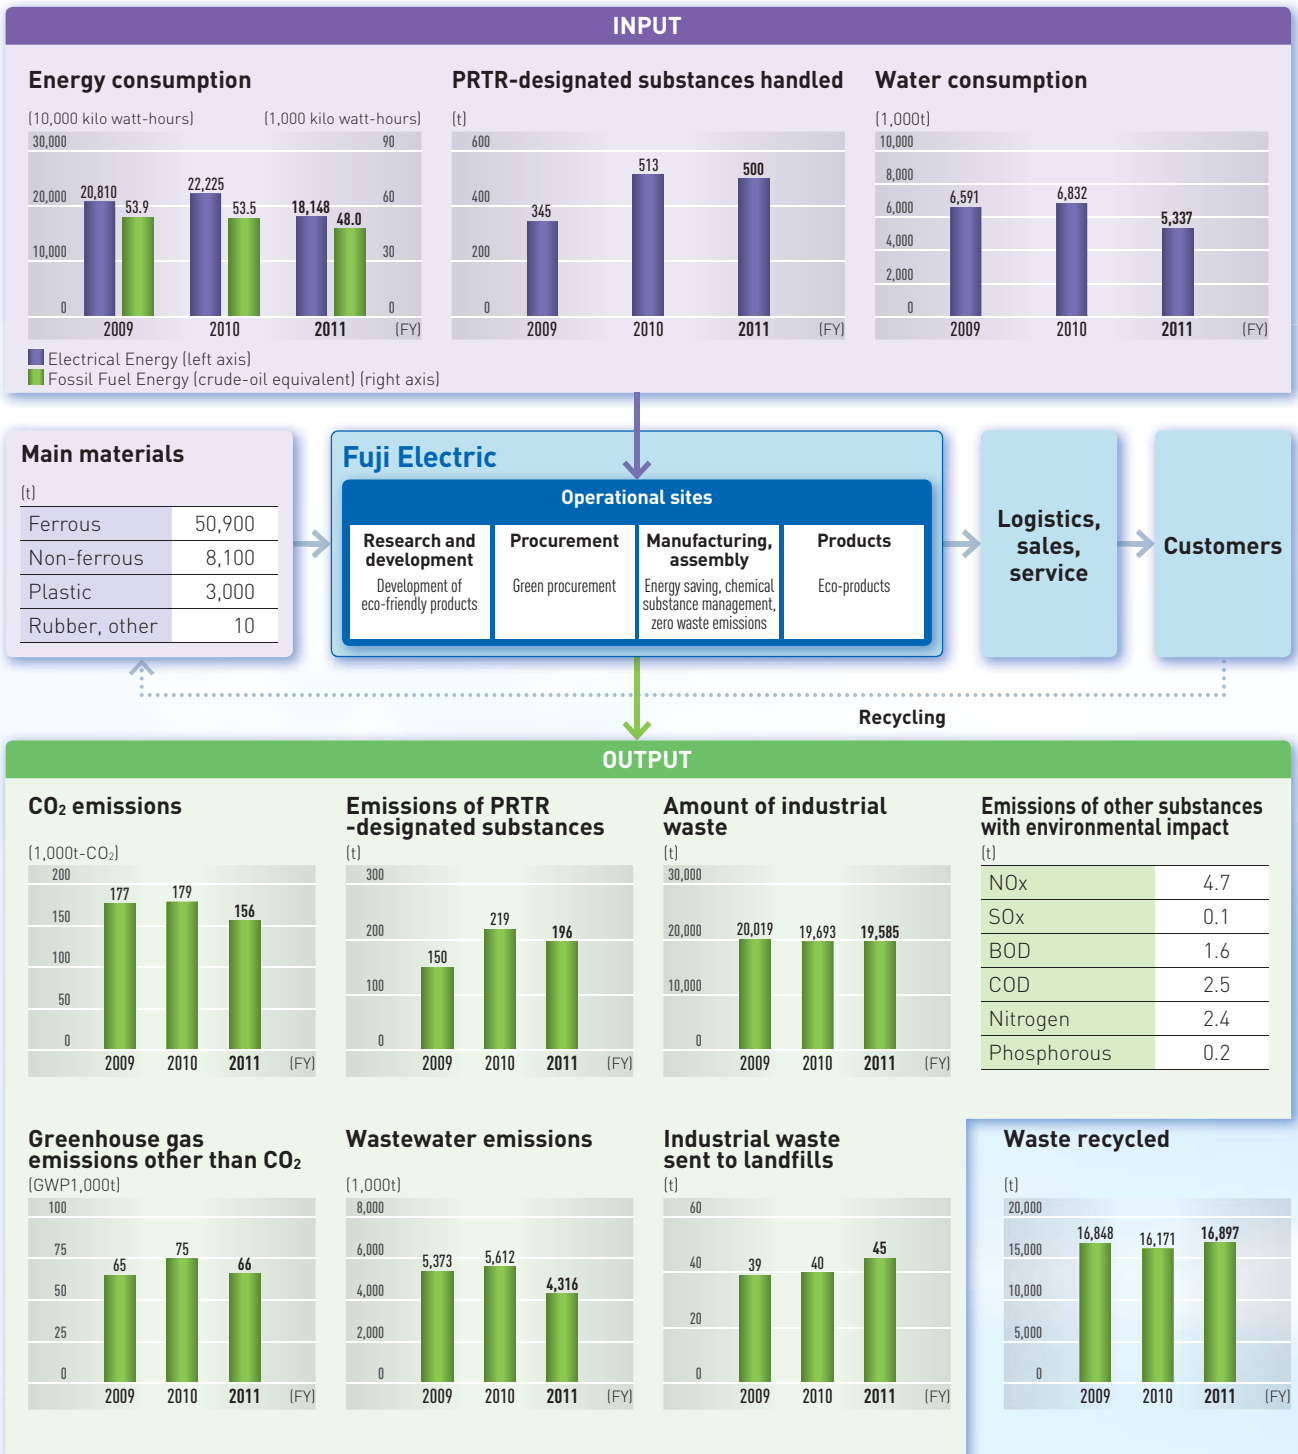 INPUT
Energy consumption
(10,000 kilo watt-hours) (1,000 kilo watt-hours)
30,000 90
20,000 60
10,000 30
0 0
20,810 53.9 22,225 53.5 18,148 48.0
2009 2010 2011 (FY)
Electrical Energy (left axis)
Fossil Fuel Energy (crude-oil equivalent) (right axis)
PRTR-designated substances handled
(t)
600
400
200
0
345 513 500
2009 2010 2011 (FY)
Water consumption
(1,000t)
10,000
8,000
6,000
4,000
2,000
0
6,591 6,832 5,337
2009 2010 2011 (FY)
Main materials
(t)
Ferrous 50,900
Non-ferrous 8,100
Plastic 3,000
Rubber, other 10
Fuji Electric
Operational sites
Research and
development
Development of
eco-friendly products
Procurement
Green procurement
Manufacturing,
assembly
Energy saving, chemical
substance management,
zero waste emissions
Products
Eco-products
Logistics,
sales,
service
Customers
Recycling
OUTPUT
CO₂ emissions
(1,000t-CO₂)
200
150
100
50
0
177 179 156
2009 2010 2011 (FY)
Emissions of PRTR
-designated substances
(t)
300
200
100
0
150 219 196
2009 2010 2011 (FY)
Amount of industrial
waste
(t)
30,000
20,000
10,000
0
20,019 19,693 19,585
2009 2010 2011 (FY)
Emissions of other substances
with environmental impact
(t)
NOx 4.7
SOx 0.1
BOD 1.6
COD 2.5
Nitrogen 2.4
Phosphorous 0.2
Greenhouse gas
emissions other than CO₂
(GWP1,000t)
100
75
50
25
0
65 75 66
2009 2010 2011 (FY)
Wastewater emissions
(1,000t)
8,000
6,000
4,000
2,000
0
5,373 5,612 4,316
2009 2010 2011 (FY)
Industrial waste
sent to landfills
(t)
60
40
20
0
39 40 45
2009 2010 2011 (FY)
Waste recycled
(t)
20,000
15,000
10,000
5,000
0
16,848 16,171 16,897
2009 2010 2011 (FY)